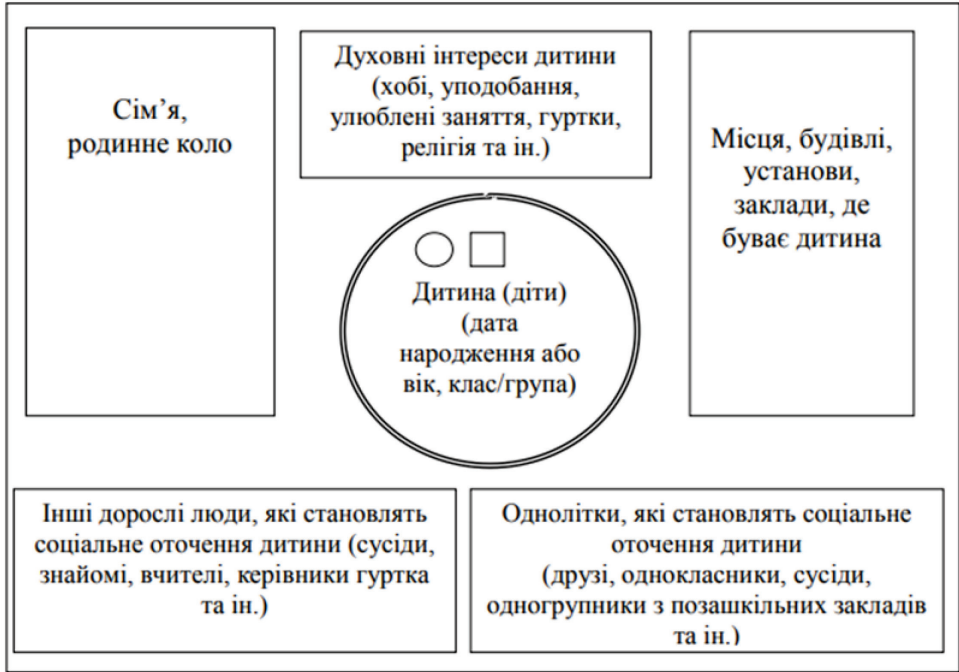 Сім’я,
родинне коло
Духовні інтереси дитини
(хобі, уподобання,
улюблені заняття, гуртки,
релігія та ін.)
Місця, будівлі,
установи,
заклади, де
буває дитина
Дитина (діти)
(дата
народження або
вік, клас/група)
Інші дорослі люди, які становлять
соціальне оточення дитини (сусіди,
знайомі, вчителі, керівники гуртка
та ін.)
Однолітки, які становлять соціальне
оточення дитини
(друзі, однокласники, сусіди,
одногрупники з позашкільних закладів
та ін.)